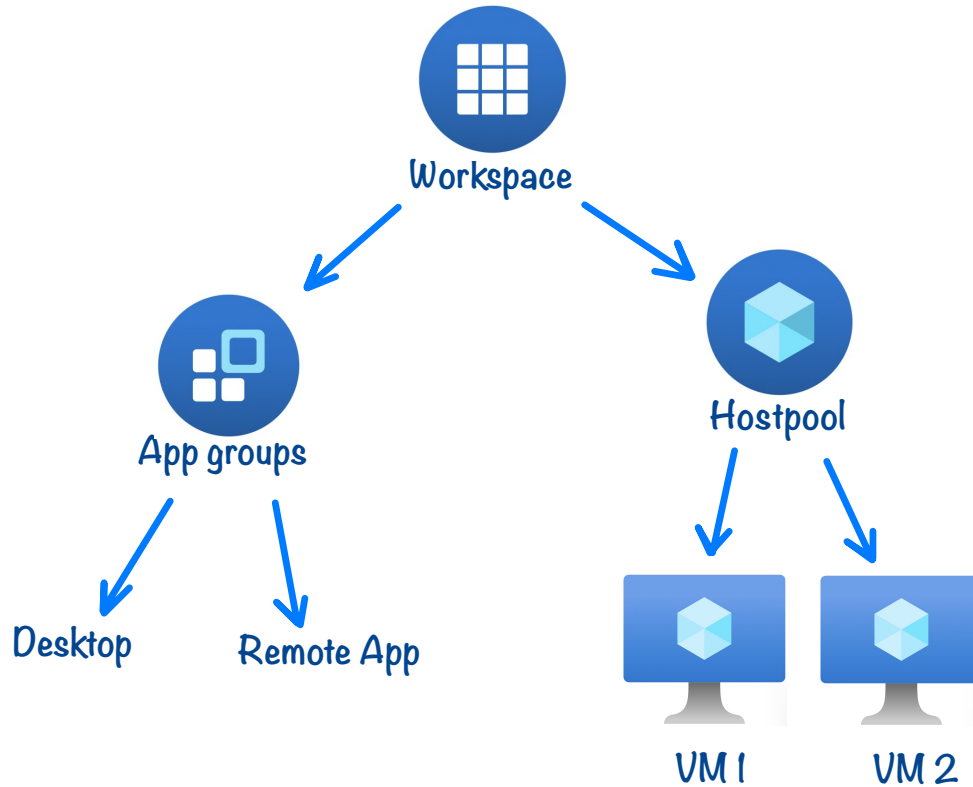 Workspace
App groups
Hostpool
Desktop
Remote App
VM 1
VM 2